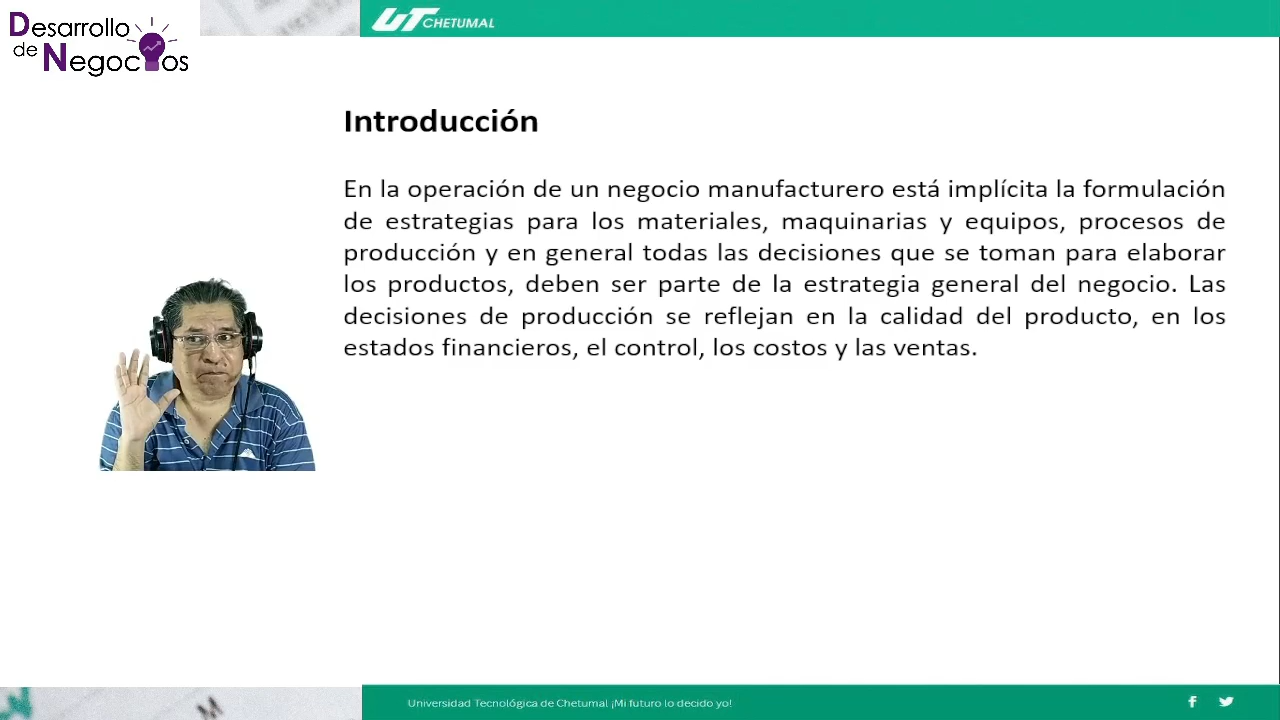 Desarrollo
de Negocios
UT CHETUMAL
Introducción
En la operación de un negocio manufacturero está implícita la formulación
de estrategias para los materiales, maquinarias y equipos, procesos de
producción y en general todas las decisiones que se toman para elaborar
los productos, deben ser parte de la estrategia general del negocio. Las
decisiones de producción se reflejan en la calidad del producto, en los
estados financieros, el control, los costos y las ventas.
Universidad Tecnológica de Chetumal ¡Mi futuro lo decido yo!